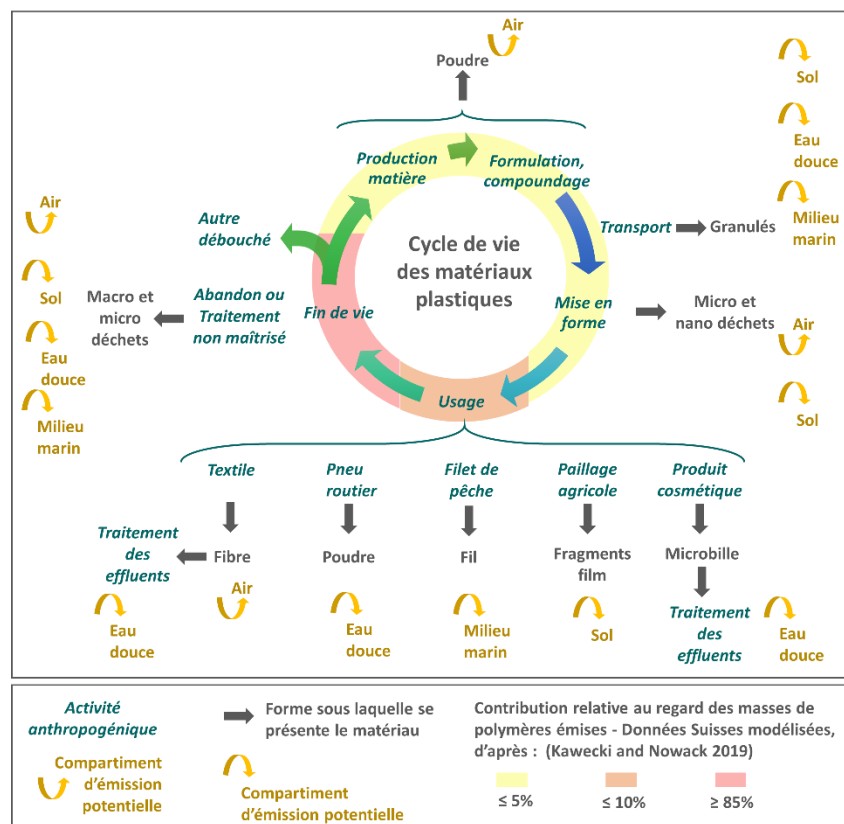 Air
Poudre
Sol
Production
matière
Formulation,
compoundage
Eau
douce
Air
Autre
débouché
Cycle de vie
des matériaux
plastiques
Transport
Granulés
Milieu
marin
Sol
Macro et
micro
déchets
Abandon ou
Traitement
non maîtrisé
Fin de vie
Mise en
forme
Micro et
nano déchets
Air
Eau
douce
Milieu
marin
Usage
Sol
Textile
Pneu
routier
Filet de
pêche
Paillage
agricole
Produit
cosmétique
Traitement
des
effluents
Fibre
Poudre
Fil
Fragments
film
Microbille
Air
Eau
douce
Eau
douce
Milieu
marin
Sol
Traitement
des
effluents
Eau
douce
Activité
anthropogénique
Forme sous laquelle se
présente le matériau
Contribution relative au regard des masses de
polymères émises - Données Suisses modélisées,
d'après : (Kawecki and Nowack 2019)
Compartiment
d'émission
potentielle
Compartiment
d'émission potentielle
≤ 5%
≤ 10%
≥ 85%